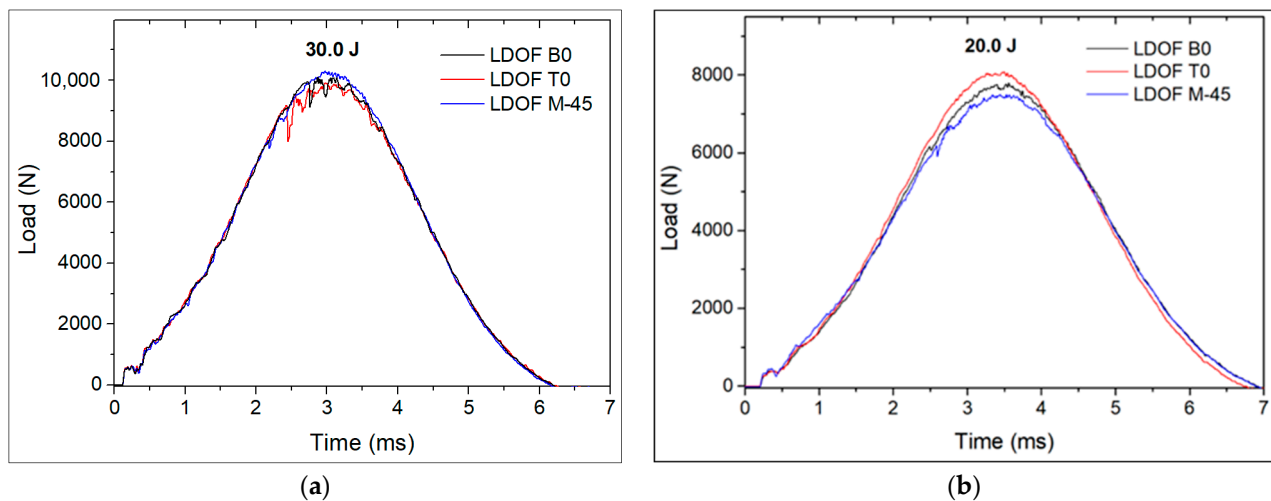 30.0 J
LDOF B0
LDOF T0
LDOF M-45
10,000
8000
6000
4000
2000
0
Load (N)
0 1 2 3 4 5 6 7
Time (ms)
(a)
20.0 J
LDOF B0
LDOF T0
LDOF M-45
8000
6000
4000
2000
0
Load (N)
0 1 2 3 4 5 6 7
Time (ms)
(b)